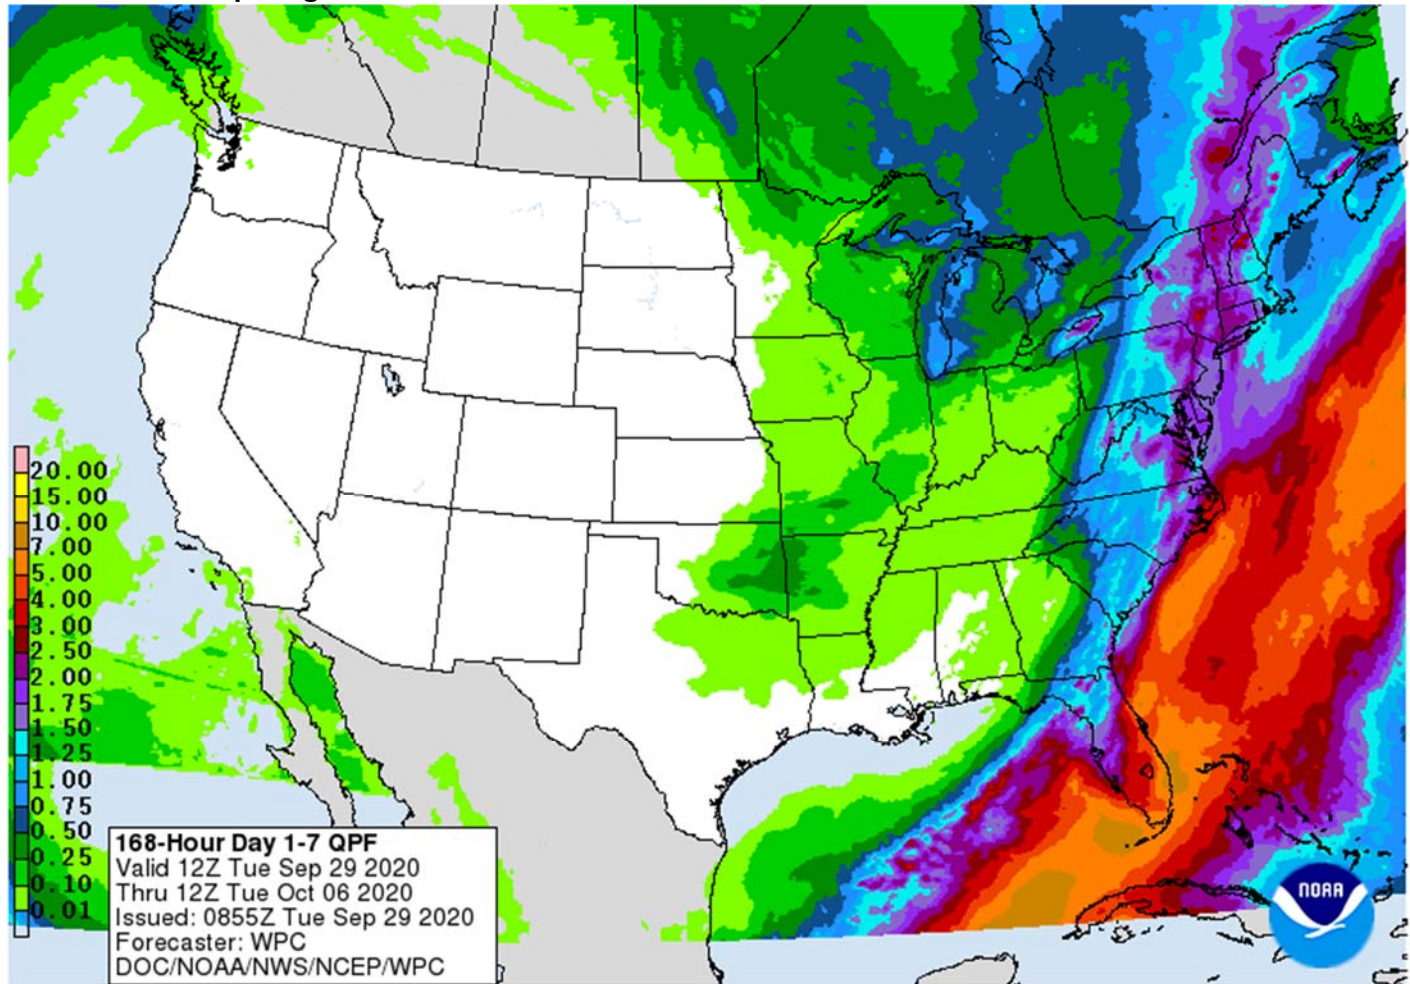 20.00
15.00
10.00
7.00
5.00
4.00
3.00
2.50
2.00
1.75
1.50
1.25
1.00
0.75
0.50
0.25
0.10
0.01
168-Hour Day 1-7 QPF
Valid 12Z Tue Sep 29 2020
Thru 12Z Tue Oct 06 2020
Issued: 0855Z Tue Sep 29 2020
Forecaster: WPC
DOC/NOAA/NWS/NCEP/WPC
NOAA